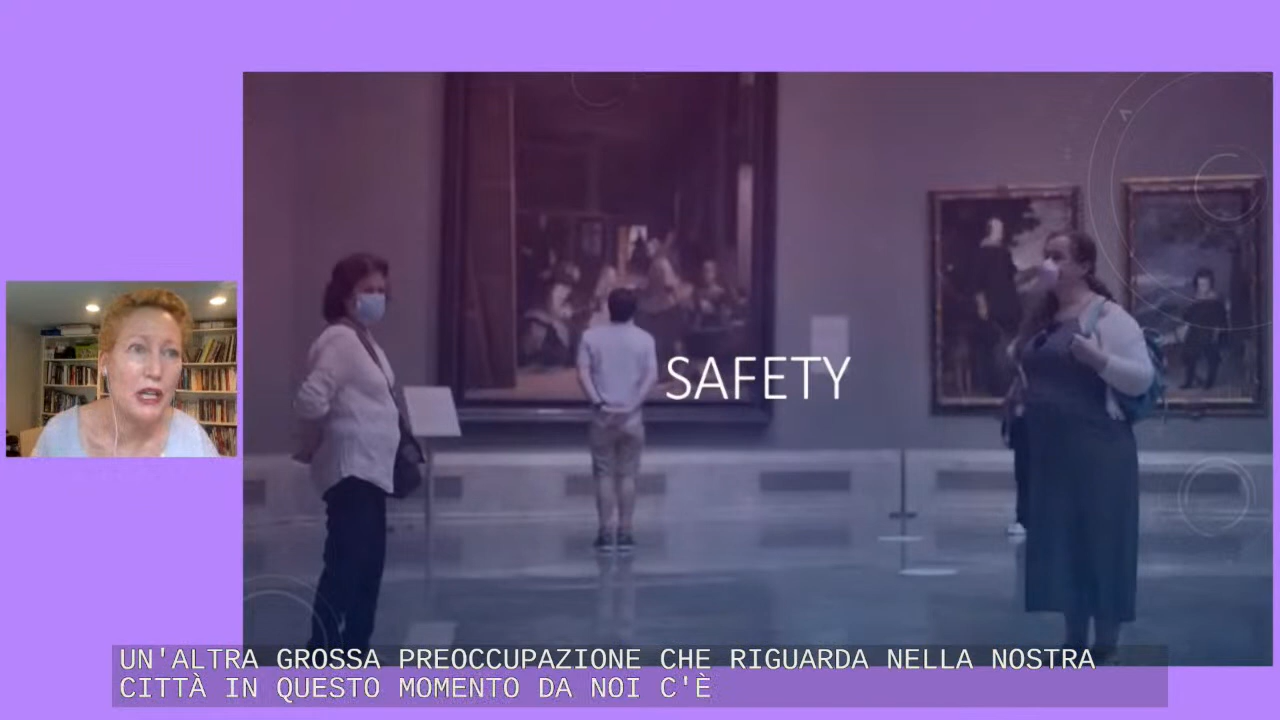 SAFETY
UN'ALTRA GROSSA PREOCCUPAZIONE CHE RIGUARDA NELLA NOSTRA
CITTÀ IN QUESTO MOMENTO DA NOI C'È